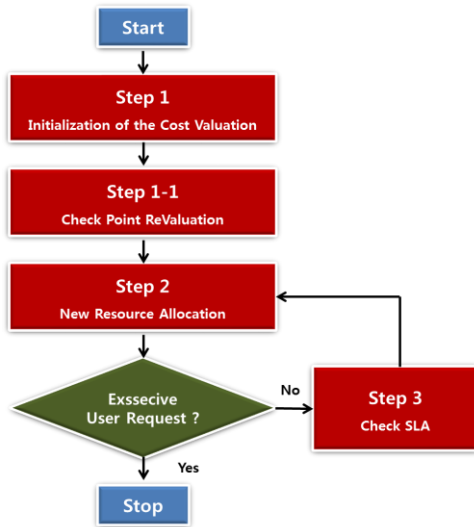 Start
Step 1
Initialization of the Cost Valuation
Step 1-1
Check Point ReValuation
Step 2
New Resource Allocation
Exssecive
User Request ?
No
Step 3
Check SLA
Yes
Stop